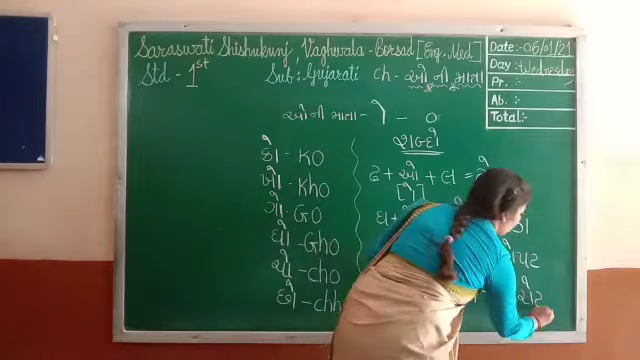 Saraswati Shishukunj, Vaghwala - Borsad [Eng. Med]
Date:- 06/01/21
Std - 1st
Sub: Gujarati
Ch - ઓ ની માત્રા
Day:- Wednesday
Pr. :-
Ab. :-
Total:-
ઓની માત્રા - ો - o
શબ્દો
કો - Ko
ખો - Kho
ગો - Go
ઘો - Gho
ચો - cho
છો - chh
ઢ + ઓ + લ =
[ો]